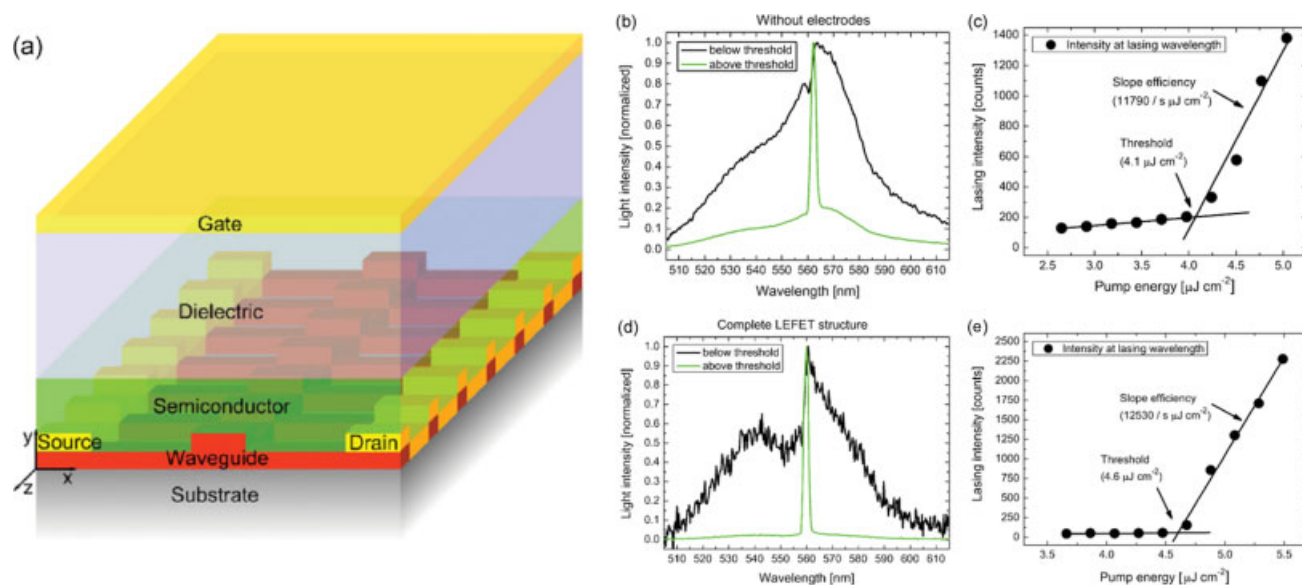 (a)
Gate
Dielectric
Semiconductor
Source
Drain
Waveguide
Substrate
y
x
z
(b)
Without electrodes
below threshold
above threshold
Light intensity [normalized]
1.0
0.9
0.8
0.7
0.6
0.5
0.4
0.3
0.2
0.1
0.0
510 520 530 540 550 560 570 580 590 600 610
Wavelength [nm]
(c)
Intensity at lasing wavelength
Slope efficiency
(11790 / s µJ cm⁻²)
Threshold
(4.1 µJ cm⁻²)
Lasing intensity [counts]
1400
1200
1000
800
600
400
200
0
2.5 3.0 3.5 4.0 4.5 5.0
Pump energy [µJ cm⁻²]
(d)
Complete LEFET structure
below threshold
above threshold
Light intensity [normalized]
1.0
0.9
0.8
0.7
0.6
0.5
0.4
0.3
0.2
0.1
0.0
510 520 530 540 550 560 570 580 590 600 610
Wavelength [nm]
(e)
Intensity at lasing wavelength
Slope efficiency
(12530 / s µJ cm⁻²)
Threshold
(4.6 µJ cm⁻²)
Lasing intensity [counts]
2500
2250
2000
1750
1500
1250
1000
750
500
250
0
3.5 4.0 4.5 5.0 5.5
Pump energy [µJ cm⁻²]